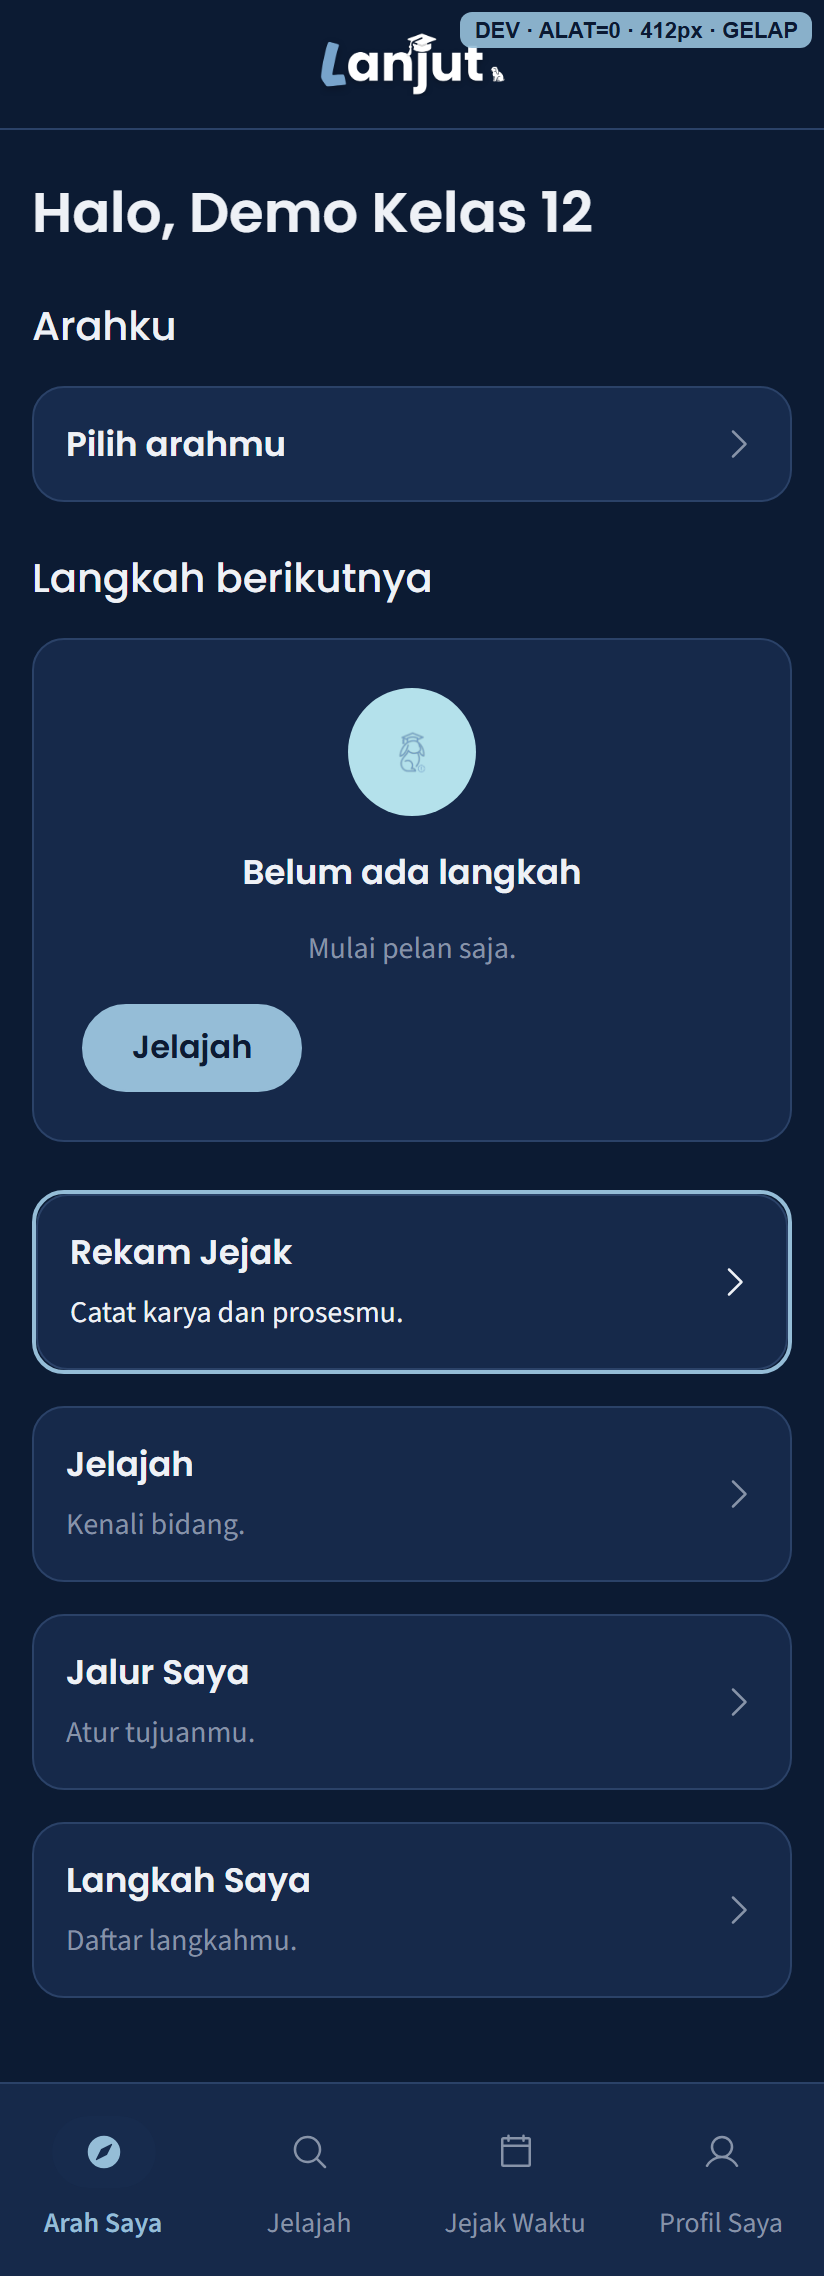 DEV · ALAT=0 · 412px · GELAP
Lanjut
Halo, Demo Kelas 12
Arahku
Pilih arahmu
Langkah berikutnya
Belum ada langkah
Mulai pelan saja.
Jelajah
Rekam Jejak
Catat karya dan prosesmu.
Jelajah
Kenali bidang.
Jalur Saya
Atur tujuanmu.
Langkah Saya
Daftar langkahmu.
Arah Saya
Jelajah
Jejak Waktu
Profil Saya